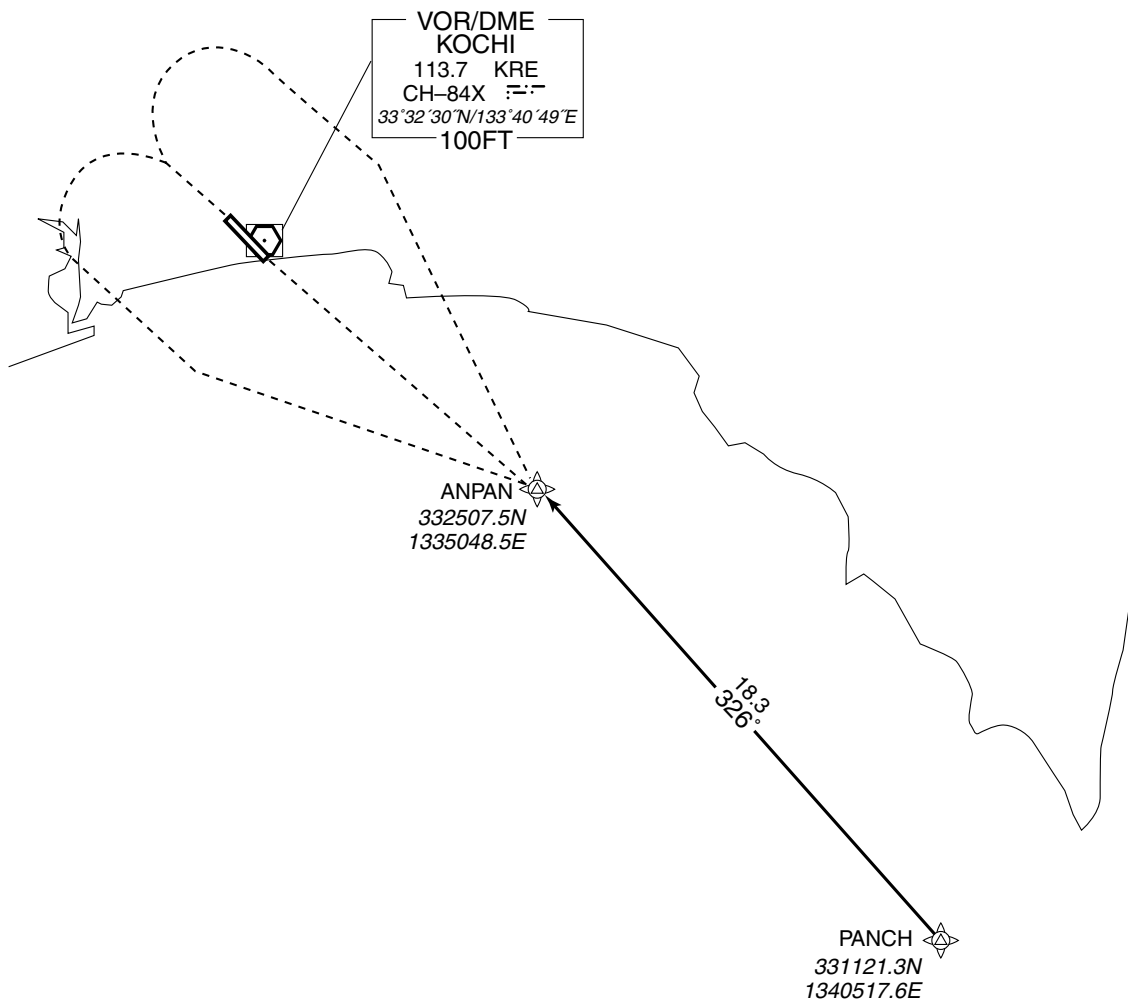 VOR/DME
KOCHI
113.7 KRE
CH–84X
33°32´30˝N/133°40´49˝E
100FT
ANPAN
332507.5N
1335048.5E
18.3
326°
PANCH
331121.3N
1340517.6E